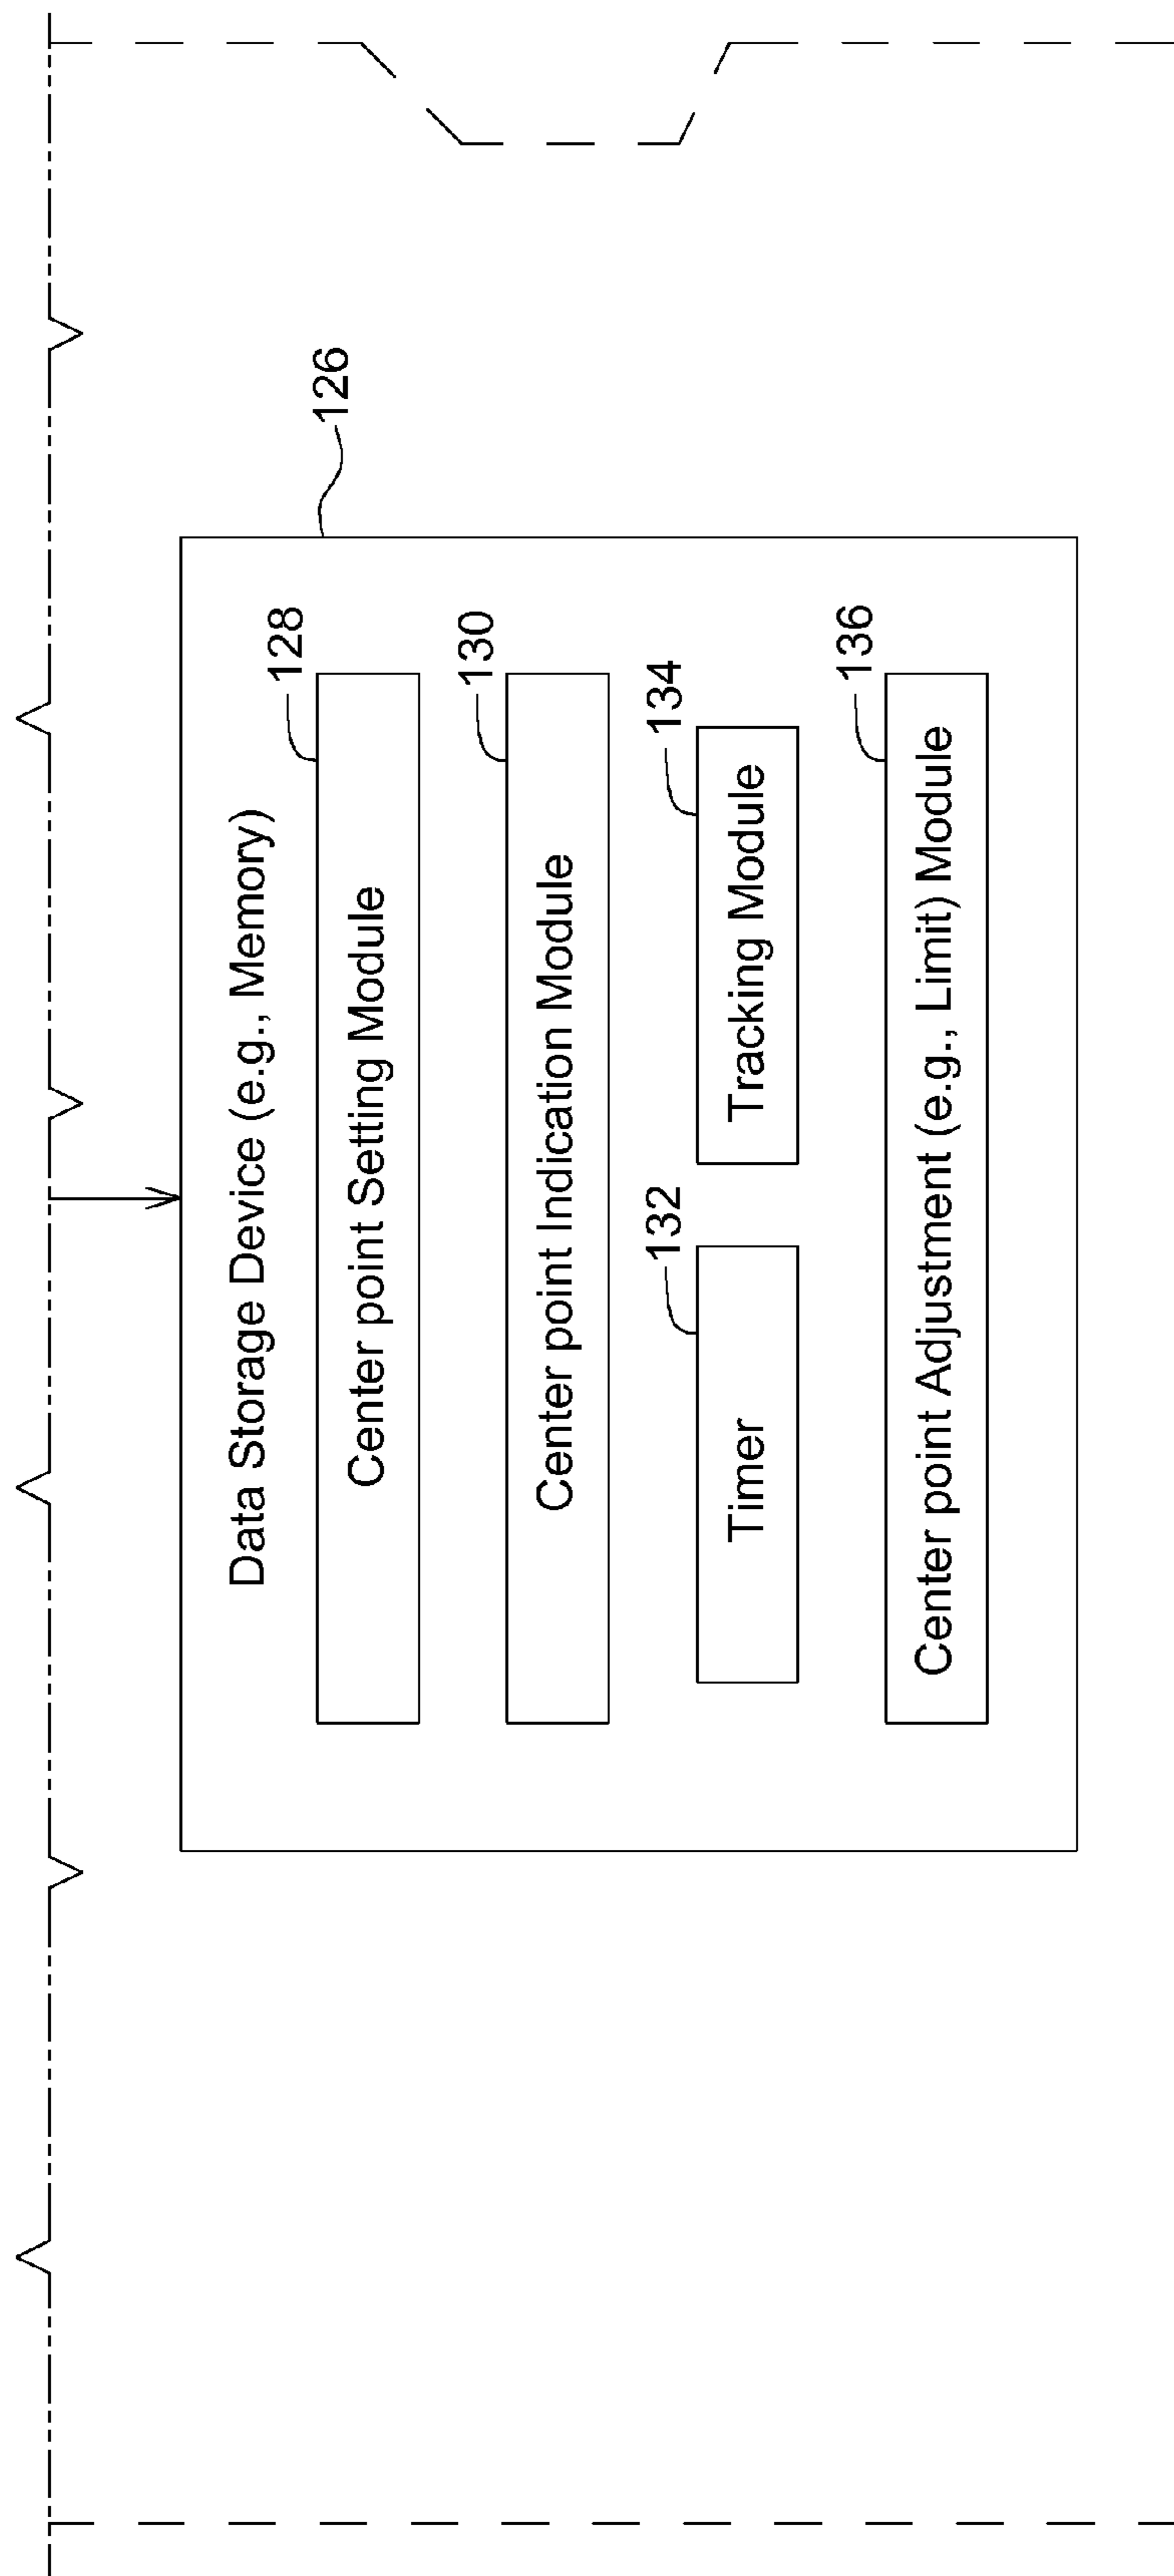 126
Data Storage Device (e.g., Memory)
128
Center point Setting Module
130
Center point Indication Module
132
Timer
134
Tracking Module
136
Center point Adjustment (e.g., Limit) Module